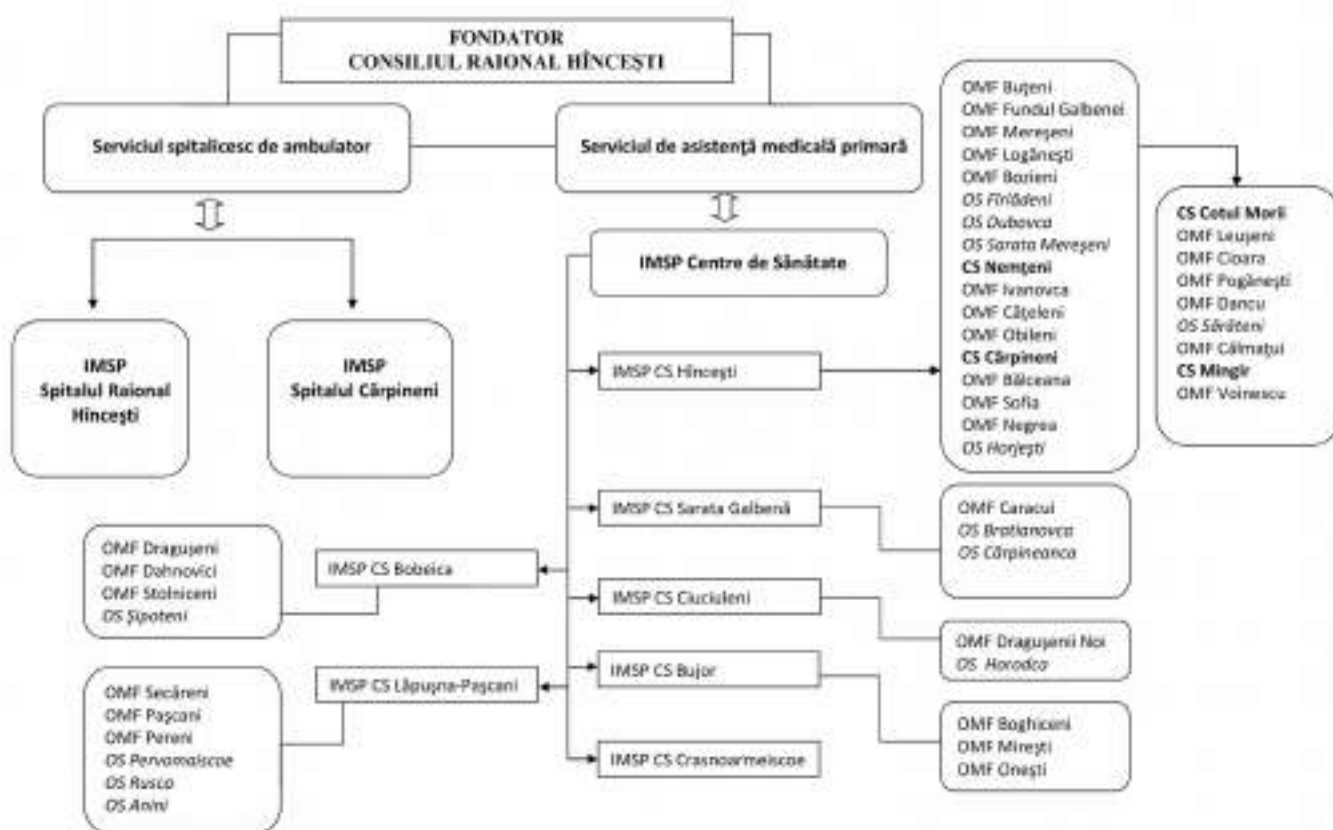 FONDATOR
CONSILIUL RAIONAL HÎNCEȘTI
Serviciul spitalicesc de ambulator
Serviciul de asistență medicală primară
IMSP
Spitalul Raional
Hîncești
IMSP
Spitalul Cărpineni
IMSP Centre de Sănătate
IMSP CS Hîncești
OMF Buțeni
OMF Fundul Galbenei
OMF Mereșeni
OMF Logănești
OMF Bozieni
OS Fîrlădeni
OS Dubovca
OS Sarata Mereșeni
CS Nemțeni
OMF Ivanovca
OMF Cățeleni
OMF Obileni
CS Cărpineni
OMF Bălceana
OMF Sofia
OMF Negrea
OS Horjești
CS Cotul Morii
OMF Leușeni
OMF Cioara
OMF Pogănești
OMF Dancu
OS Sărăteni
OMF Călmațui
CS Mingir
OMF Voinescu
IMSP CS Sarata Galbenă
OMF Caracui
OS Bratianovca
OS Cărpineanca
IMSP CS Bobeica
OMF Dragușeni
OMF Dahnovici
OMF Stolniceni
OS Șipoteni
IMSP CS Ciuciuleni
OMF Dragușenii Noi
OS Horodca
IMSP CS Lăpușna-Pașcani
OMF Secăreni
OMF Pașcani
OMF Pereni
OS Pervomaiscoe
OS Rusca
OS Anini
IMSP CS Bujor
OMF Boghiceni
OMF Mirești
OMF Onești
IMSP CS Crasnoarmeiscoe